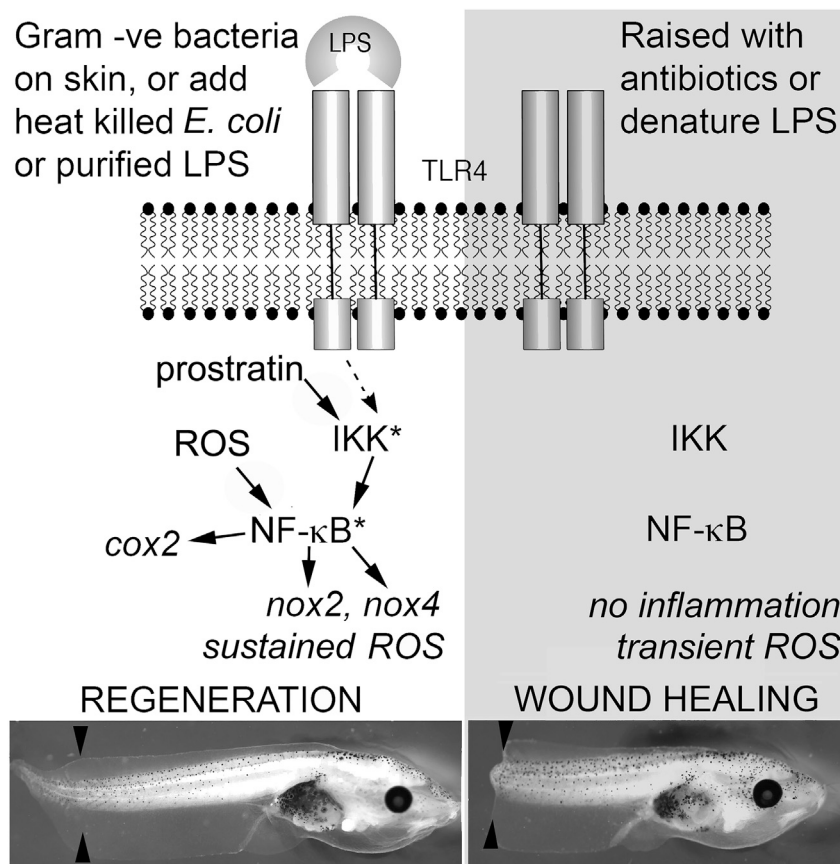 Gram -ve bacteria
on skin, or add
heat killed E. coli
or purified LPS
LPS
Raised with
antibiotics or
denature LPS
TLR4
prostratin
ROS
IKK*
IKK
cox2
NF-κB*
NF-κB
nox2, nox4
sustained ROS
no inflammation
transient ROS
REGENERATION
WOUND HEALING